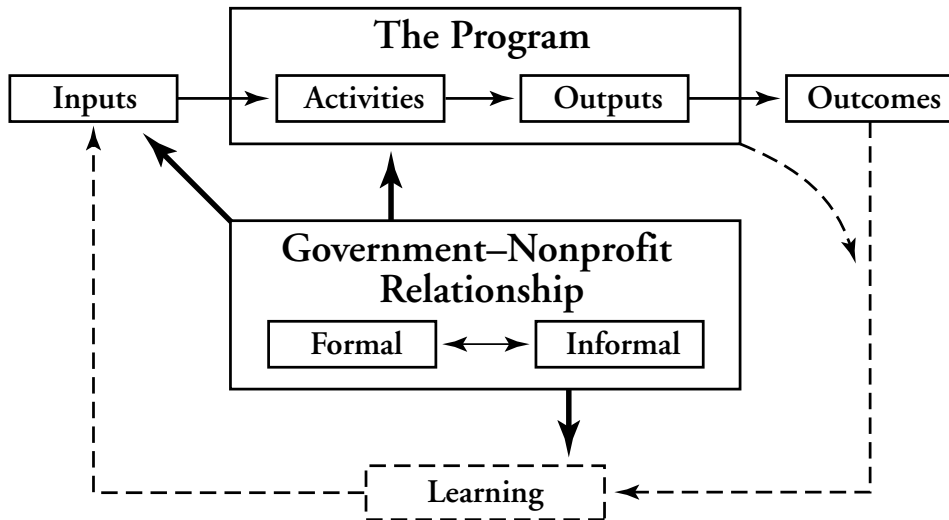 The Program
Inputs
Activities
Outputs
Outcomes
Government–Nonprofit
Relationship
Formal
Informal
Learning